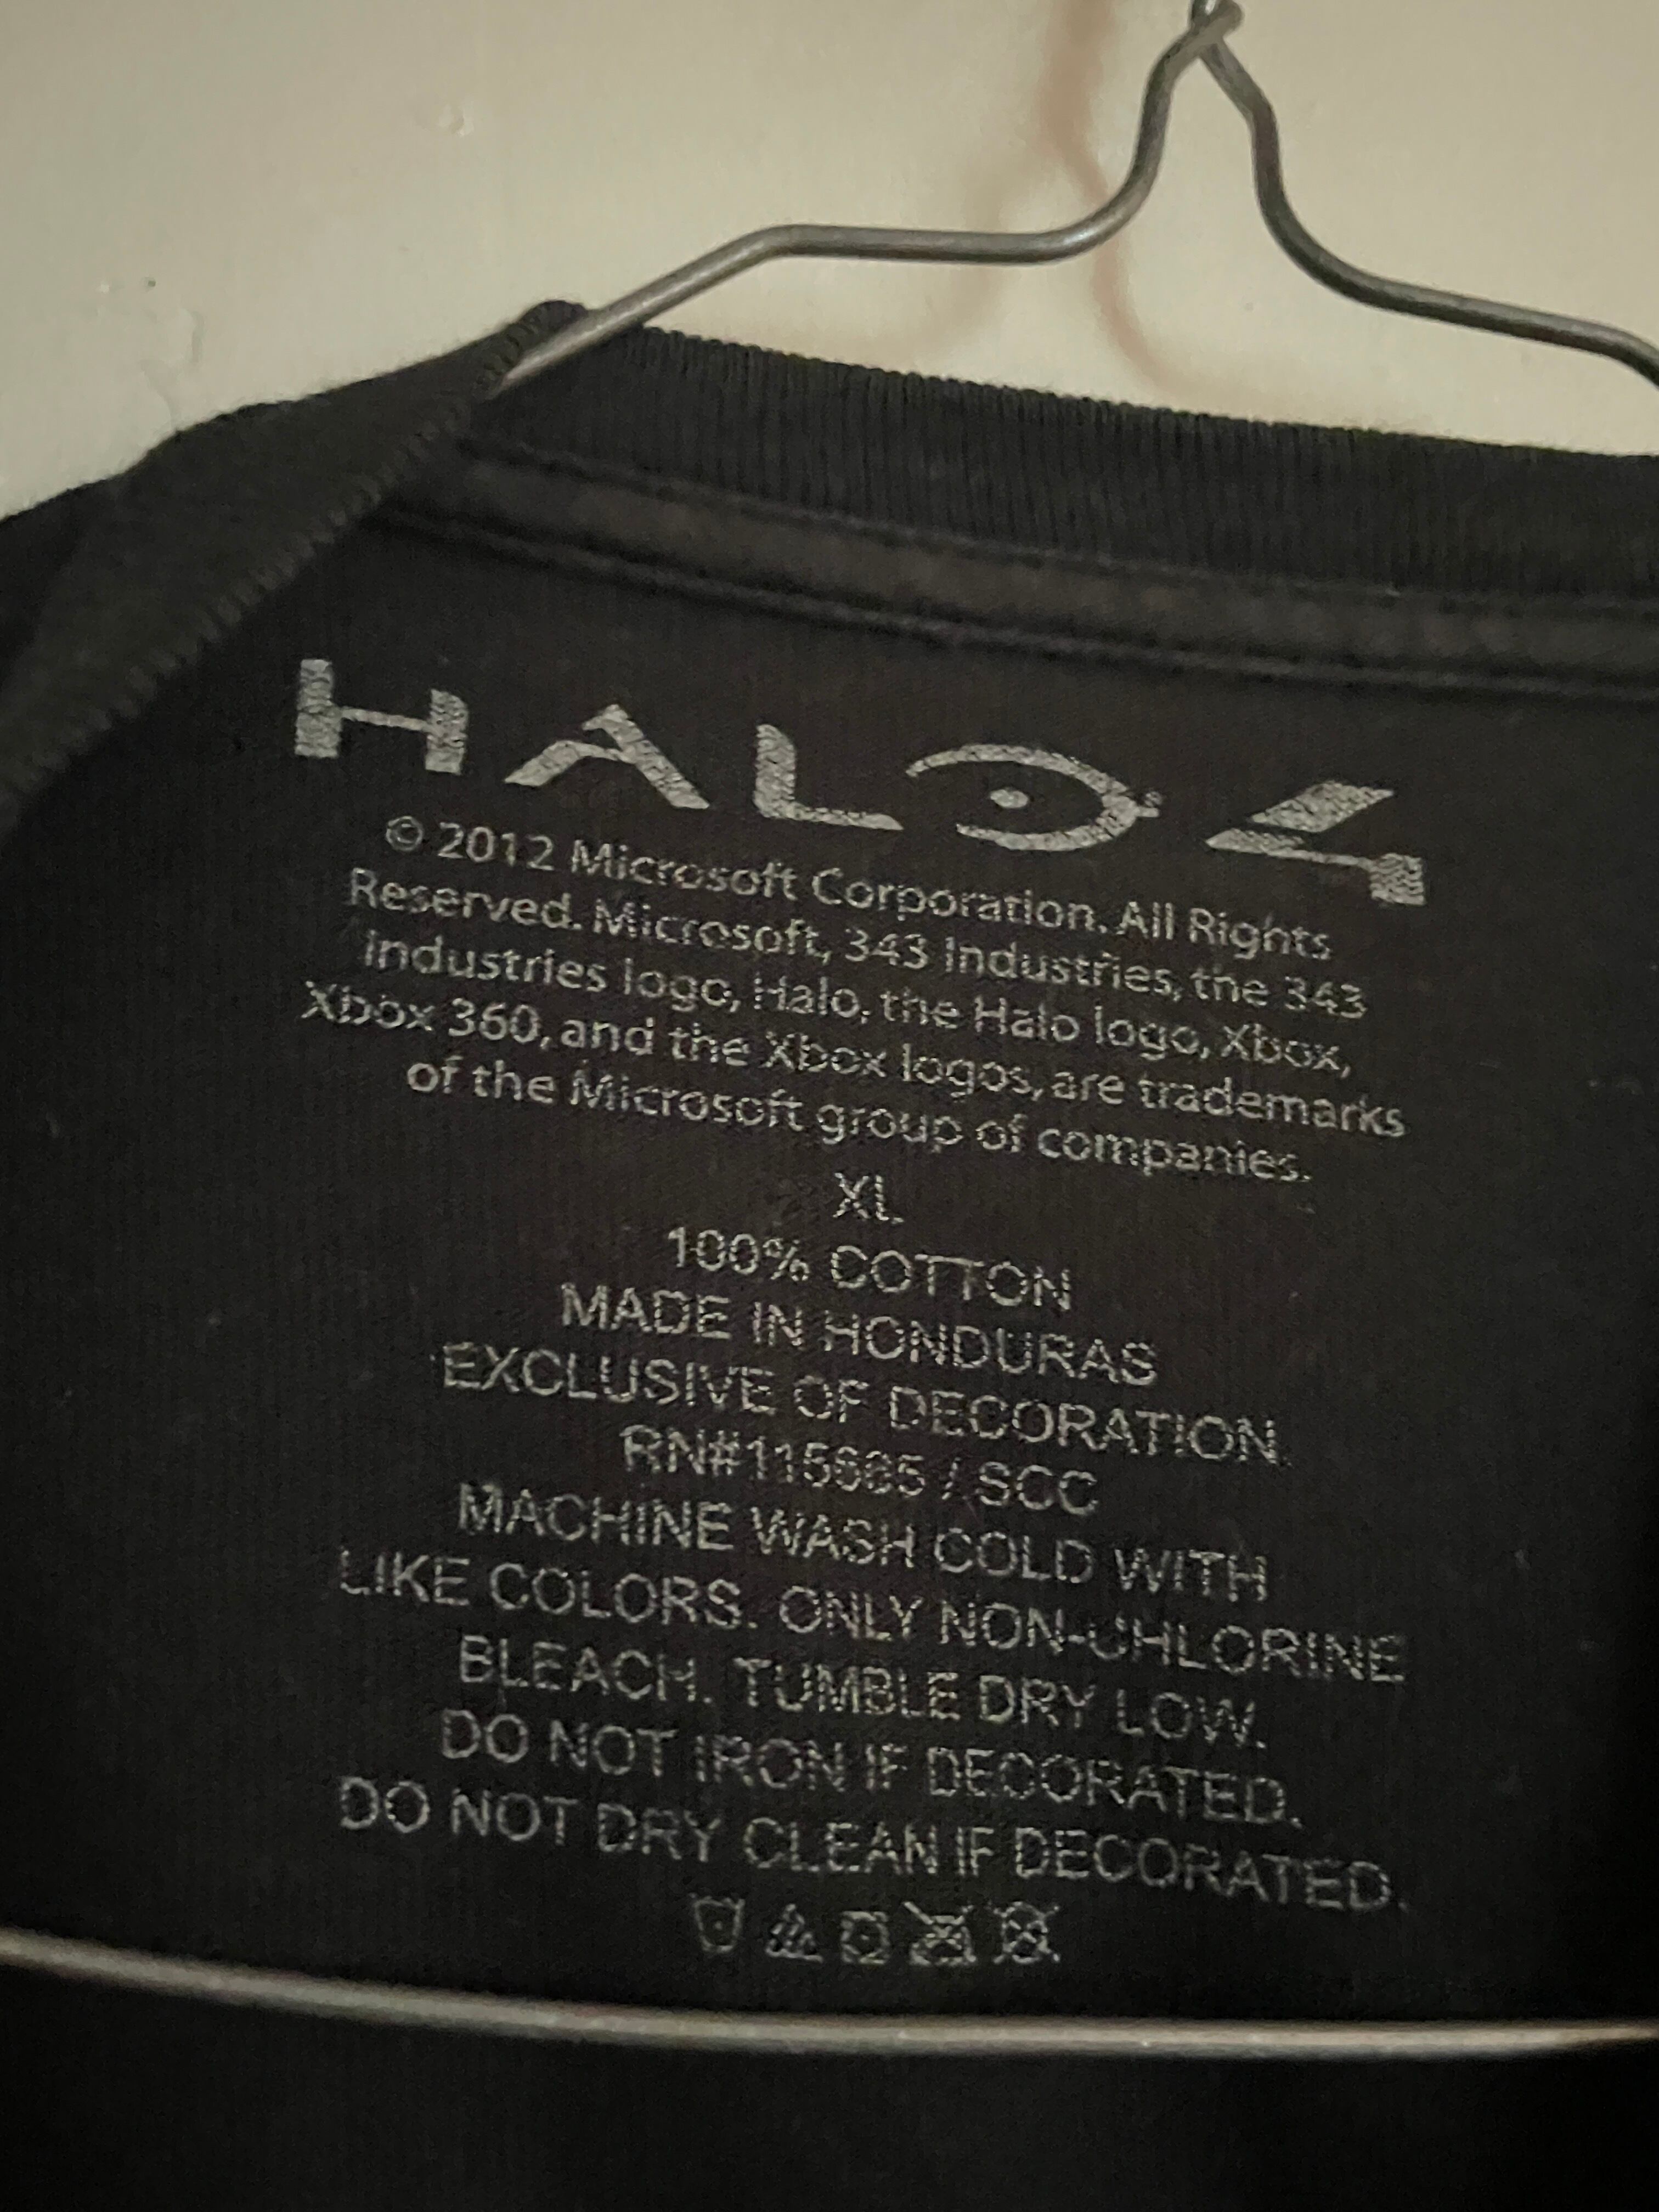 HALO 4
© 2012 Microsoft Corporation. All Rights
Reserved. Microsoft, 343 Industries, the 343
Industries logo, Halo, the Halo logo, Xbox,
Xbox 360, and the Xbox logos, are trademarks
of the Microsoft group of companies.
XL
100% COTTON
MADE IN HONDURAS
EXCLUSIVE OF DECORATION.
/ SCC
MACHINE WASH COLD WITH
LIKE COLORS. ONLY NON-CHLORINE
BLEACH. TUMBLE DRY LOW.
DO NOT IRON IF DECORATED.
DO NOT DRY CLEAN IF DECORATED.